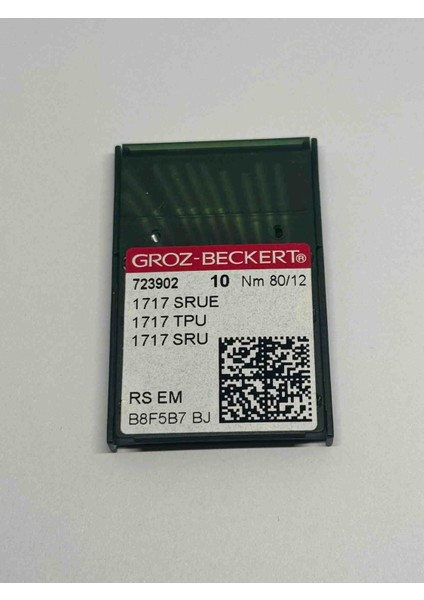 GROZ-BECKERT®
723902 10 Nm 80/12
1717 SRUE
1717 TPU
1717 SRU
RS EM
B8F5B7 BJ